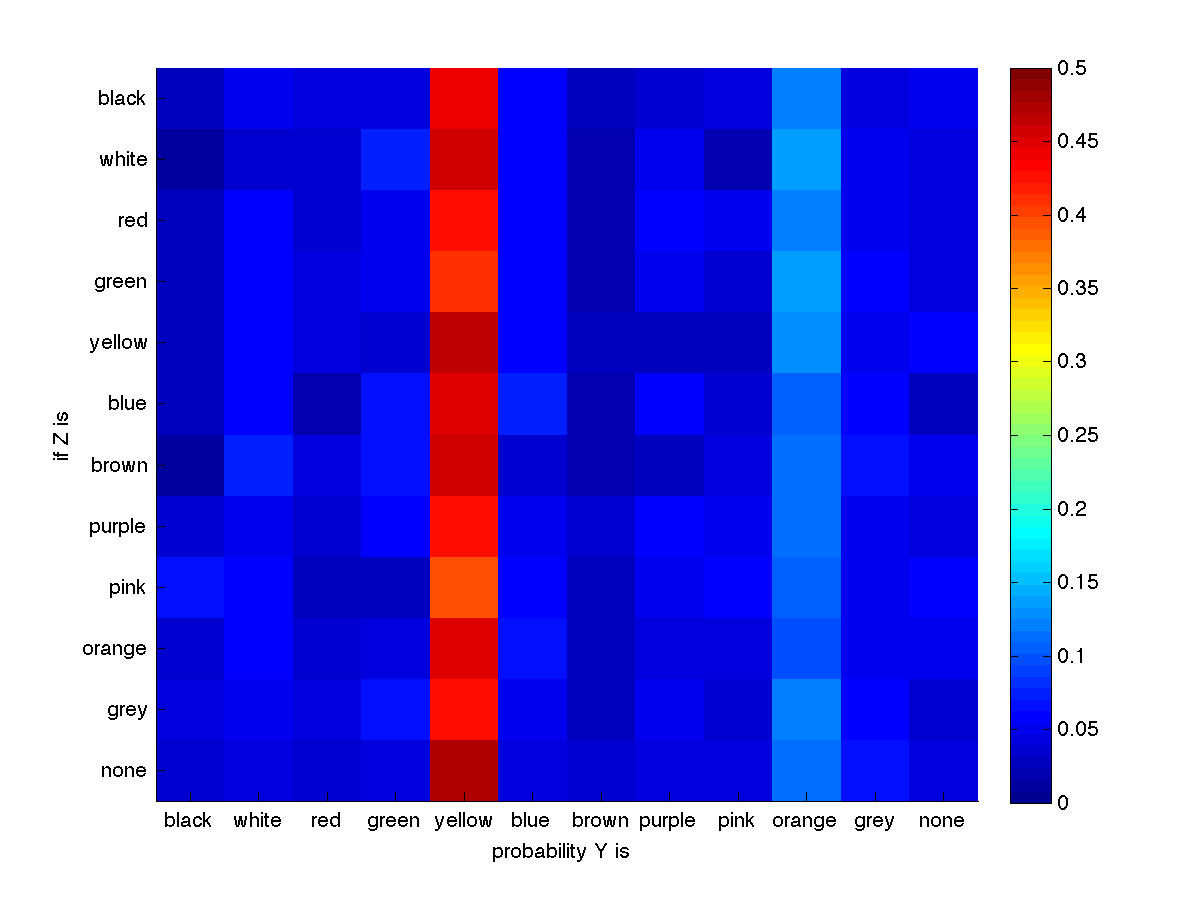 0.5
black
0.45
white
0.4
red
0.35
green
0.3
yellow
0.25
blue
if Z is
brown
0.2
purple
0.15
pink
0.1
orange
0.05
grey
none
0
black white red green yellow blue brown purple pink orange grey none
probability Y is